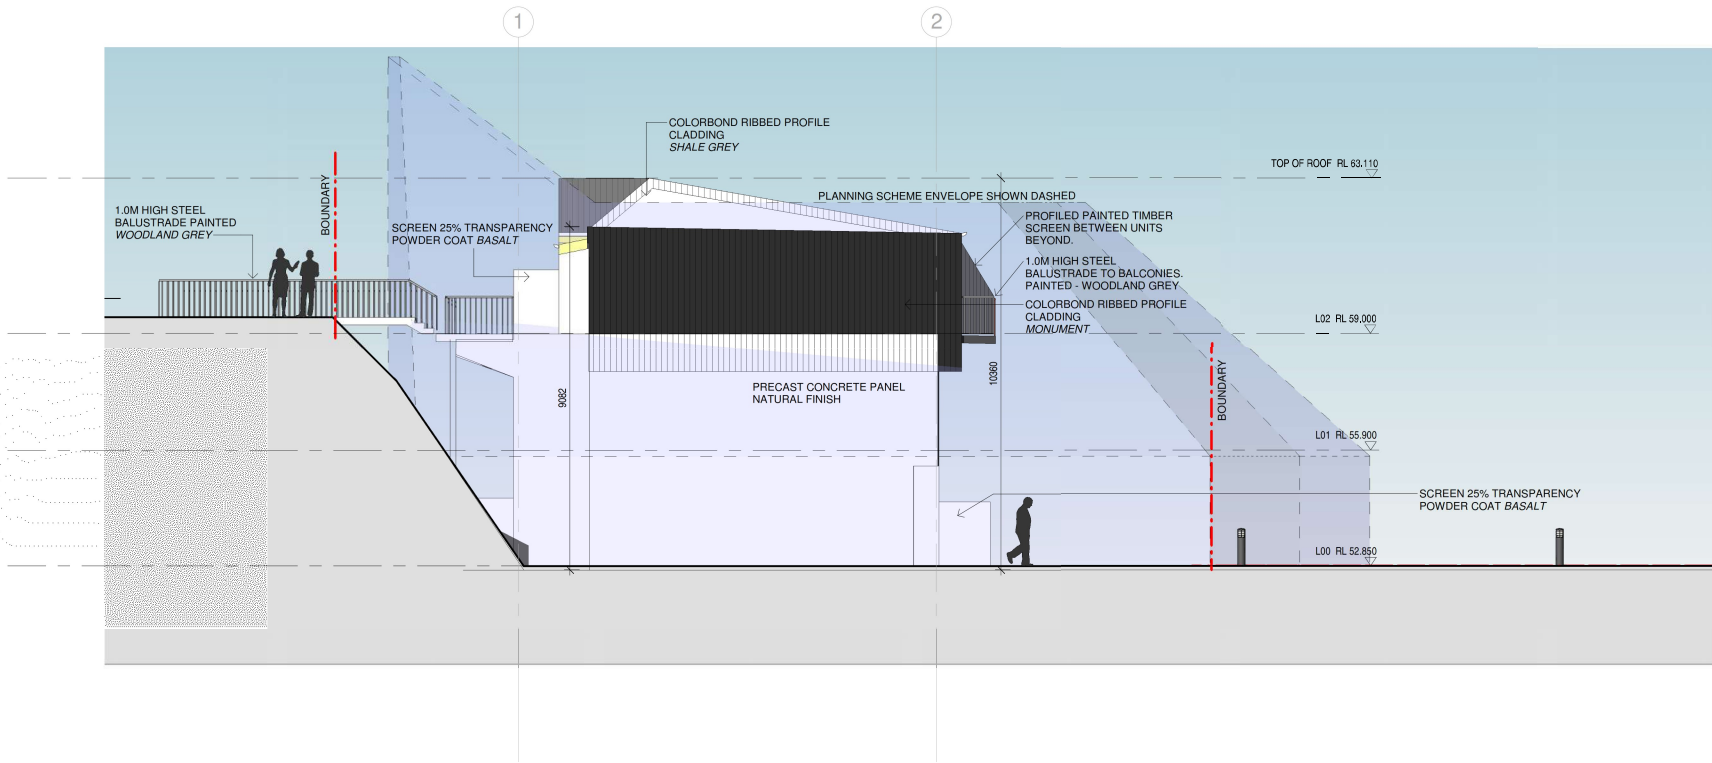 1
2
COLORBOND RIBBED PROFILE
CLADDING
SHALE GREY
TOP OF ROOF RL 63.110
PLANNING SCHEME ENVELOPE SHOWN DASHED
BOUNDARY
1.0M HIGH STEEL
BALUSTRADE PAINTED
WOODLAND GREY
SCREEN 25% TRANSPARENCY
POWDER COAT BASALT
PROFILED PAINTED TIMBER
SCREEN BETWEEN UNITS
BEYOND.
1.0M HIGH STEEL
BALUSTRADE TO BALCONIES.
PAINTED - WOODLAND GREY
COLORBOND RIBBED PROFILE
CLADDING
MONUMENT
L02 RL 59.000
9082
10360
PRECAST CONCRETE PANEL
NATURAL FINISH
BOUNDARY
L01 RL 55.900
SCREEN 25% TRANSPARENCY
POWDER COAT BASALT
L00 RL 52.850